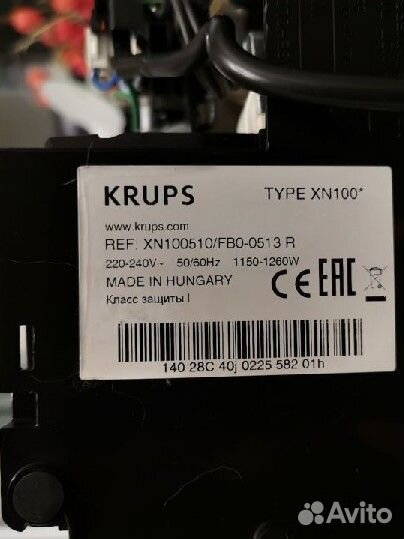 KRUPS TYPE XN100*
www.krups.com
REF. XN100510/FB0-0513 R
220-240V~ 50/60Hz 1150-1260W
MADE IN HUNGARY
Класс защиты I
CE EAC
140 28C 40j 0225 582 01h
Avito